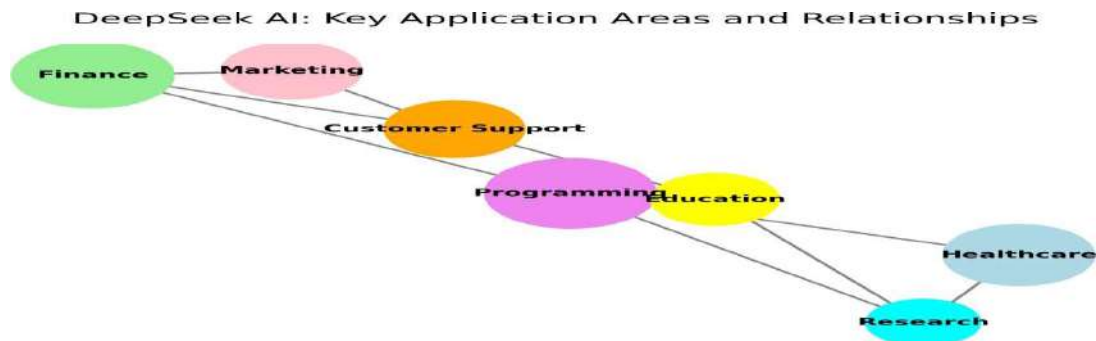 DeepSeek AI: Key Application Areas and Relationships
Finance
Marketing
Customer Support
Programming
Education
Healthcare
Research